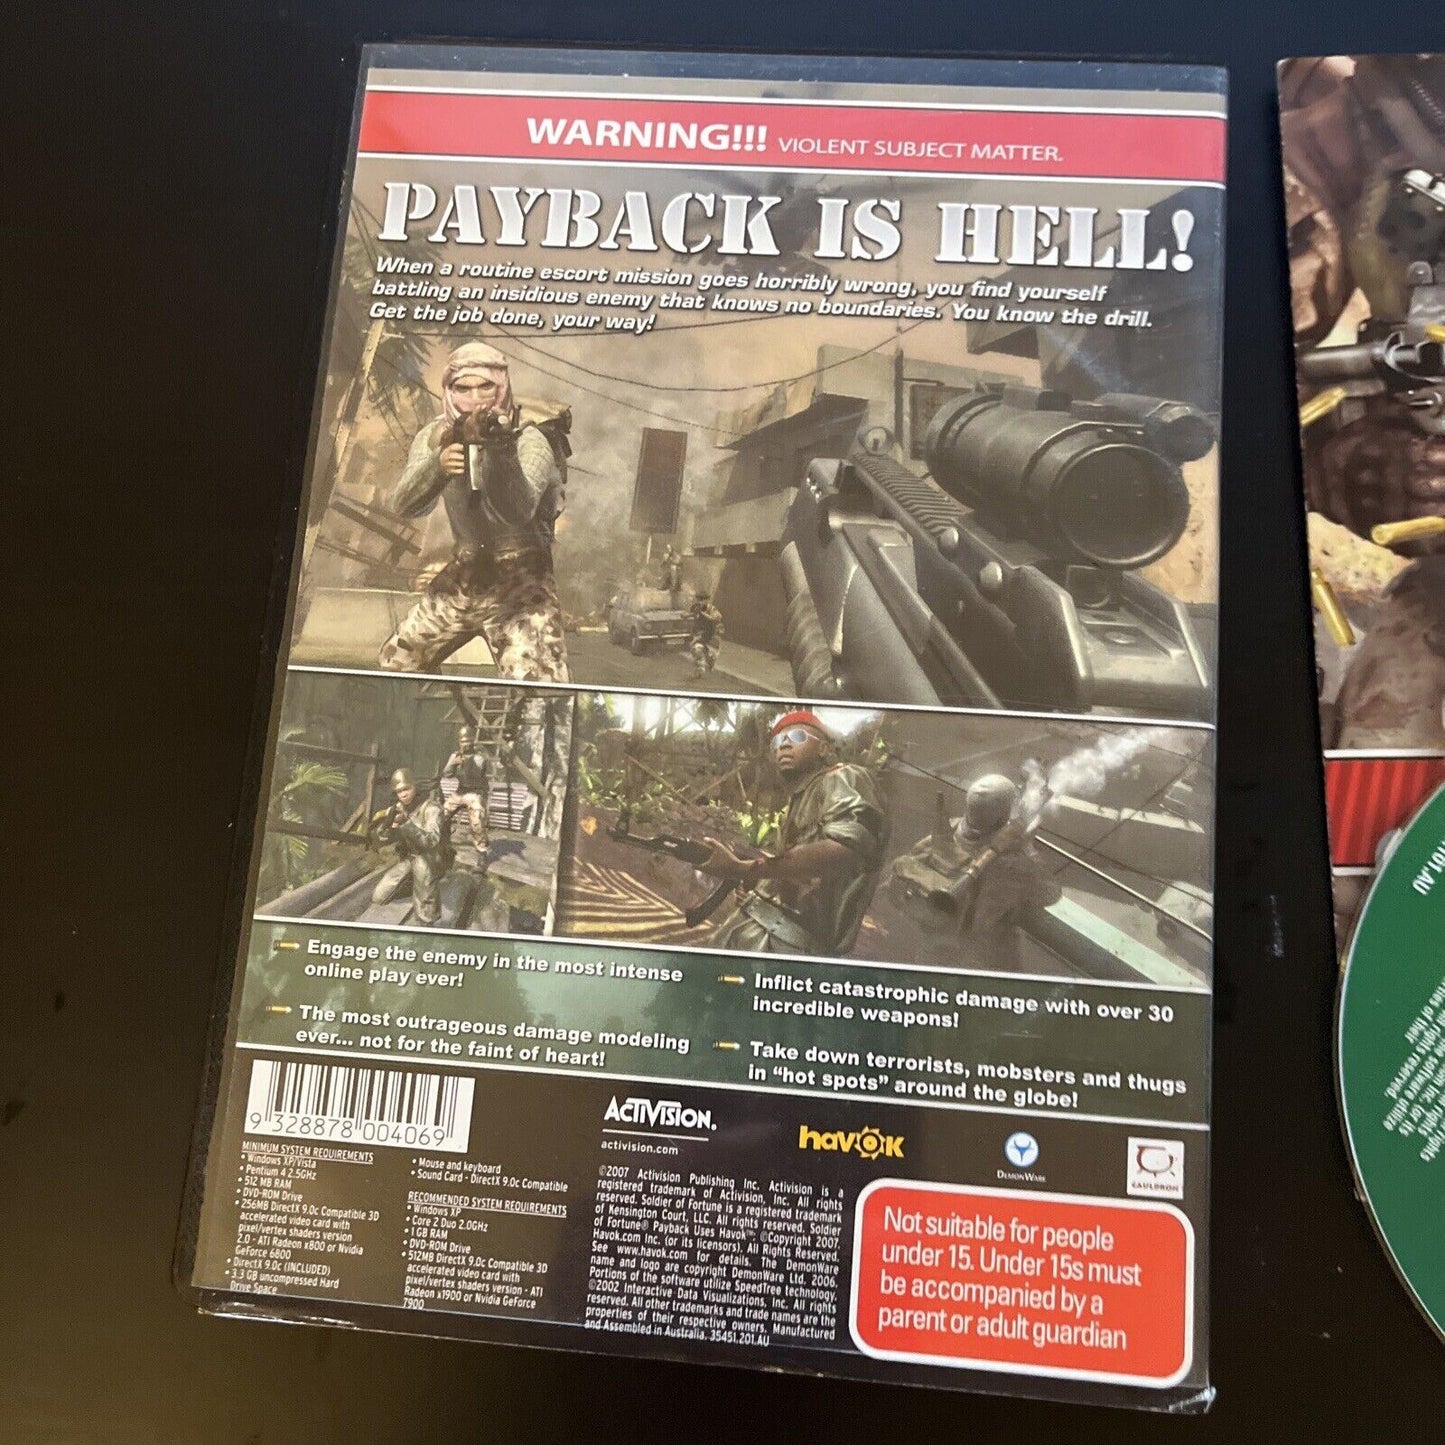 WARNING!!! VIOLENT SUBJECT MATTER.
PAYBACK IS HELL!
When a routine escort mission goes horribly wrong, you find yourself
battling an insidious enemy that knows no boundaries. You know the drill.
Get the job done, your way!
Engage the enemy in the most intense
online play ever!
The most outrageous damage modeling
ever... not for the faint of heart!
Inflict catastrophic damage with over 30
incredible weapons!
Take down terrorists, mobsters and thugs
in “hot spots” around the globe!
9 328878 004069
MINIMUM SYSTEM REQUIREMENTS
• Windows XP/Vista
• Pentium 4 2.5GHz
• 512 MB RAM
• DVD-ROM Drive
• 256MB DirectX 9.0c Compatible 3D
accelerated video card with
pixel/vertex shaders version
2.0 - ATI Radeon x800 or Nvidia
GeForce 6800
• DirectX 9.0c (INCLUDED)
• 3.3 GB uncompressed Hard
Drive Space
• Mouse and keyboard
• Sound Card - DirectX 9.0c Compatible
RECOMMENDED SYSTEM REQUIREMENTS
• Windows XP
• Core 2 Duo 2.0GHz
• 1 GB RAM
• DVD-ROM Drive
• 512MB DirectX 9.0c Compatible 3D
accelerated video card with
pixel/vertex shaders version - ATI
Radeon x1900 or Nvidia GeForce
7900
ACTIVISION.
activision.com
havok
DEMONWARE
CAULDRON
©2007 Activision Publishing Inc. Activision is a
registered trademark of Activision, Inc. All rights
reserved. Soldier of Fortune is a registered trademark
of Kensington Court, LLC. All rights reserved. Soldier
of Fortune® Payback Uses Havok™: ©Copyright 2007,
Havok.com Inc. (or its licensors). All Rights Reserved.
See www.havok.com for details. The DemonWare
name and logo are copyright DemonWare Ltd. 2006.
Portions of the software utilize SpeedTree technology.
©2002 Interactive Data Visualizations, Inc. All rights
reserved. All other trademarks and trade names are the
properties of their respective owners. Manufactured
and Assembled in Australia. 35451.201.AU
Not suitable for people
under 15. Under 15s must
be accompanied by a
parent or adult guardian